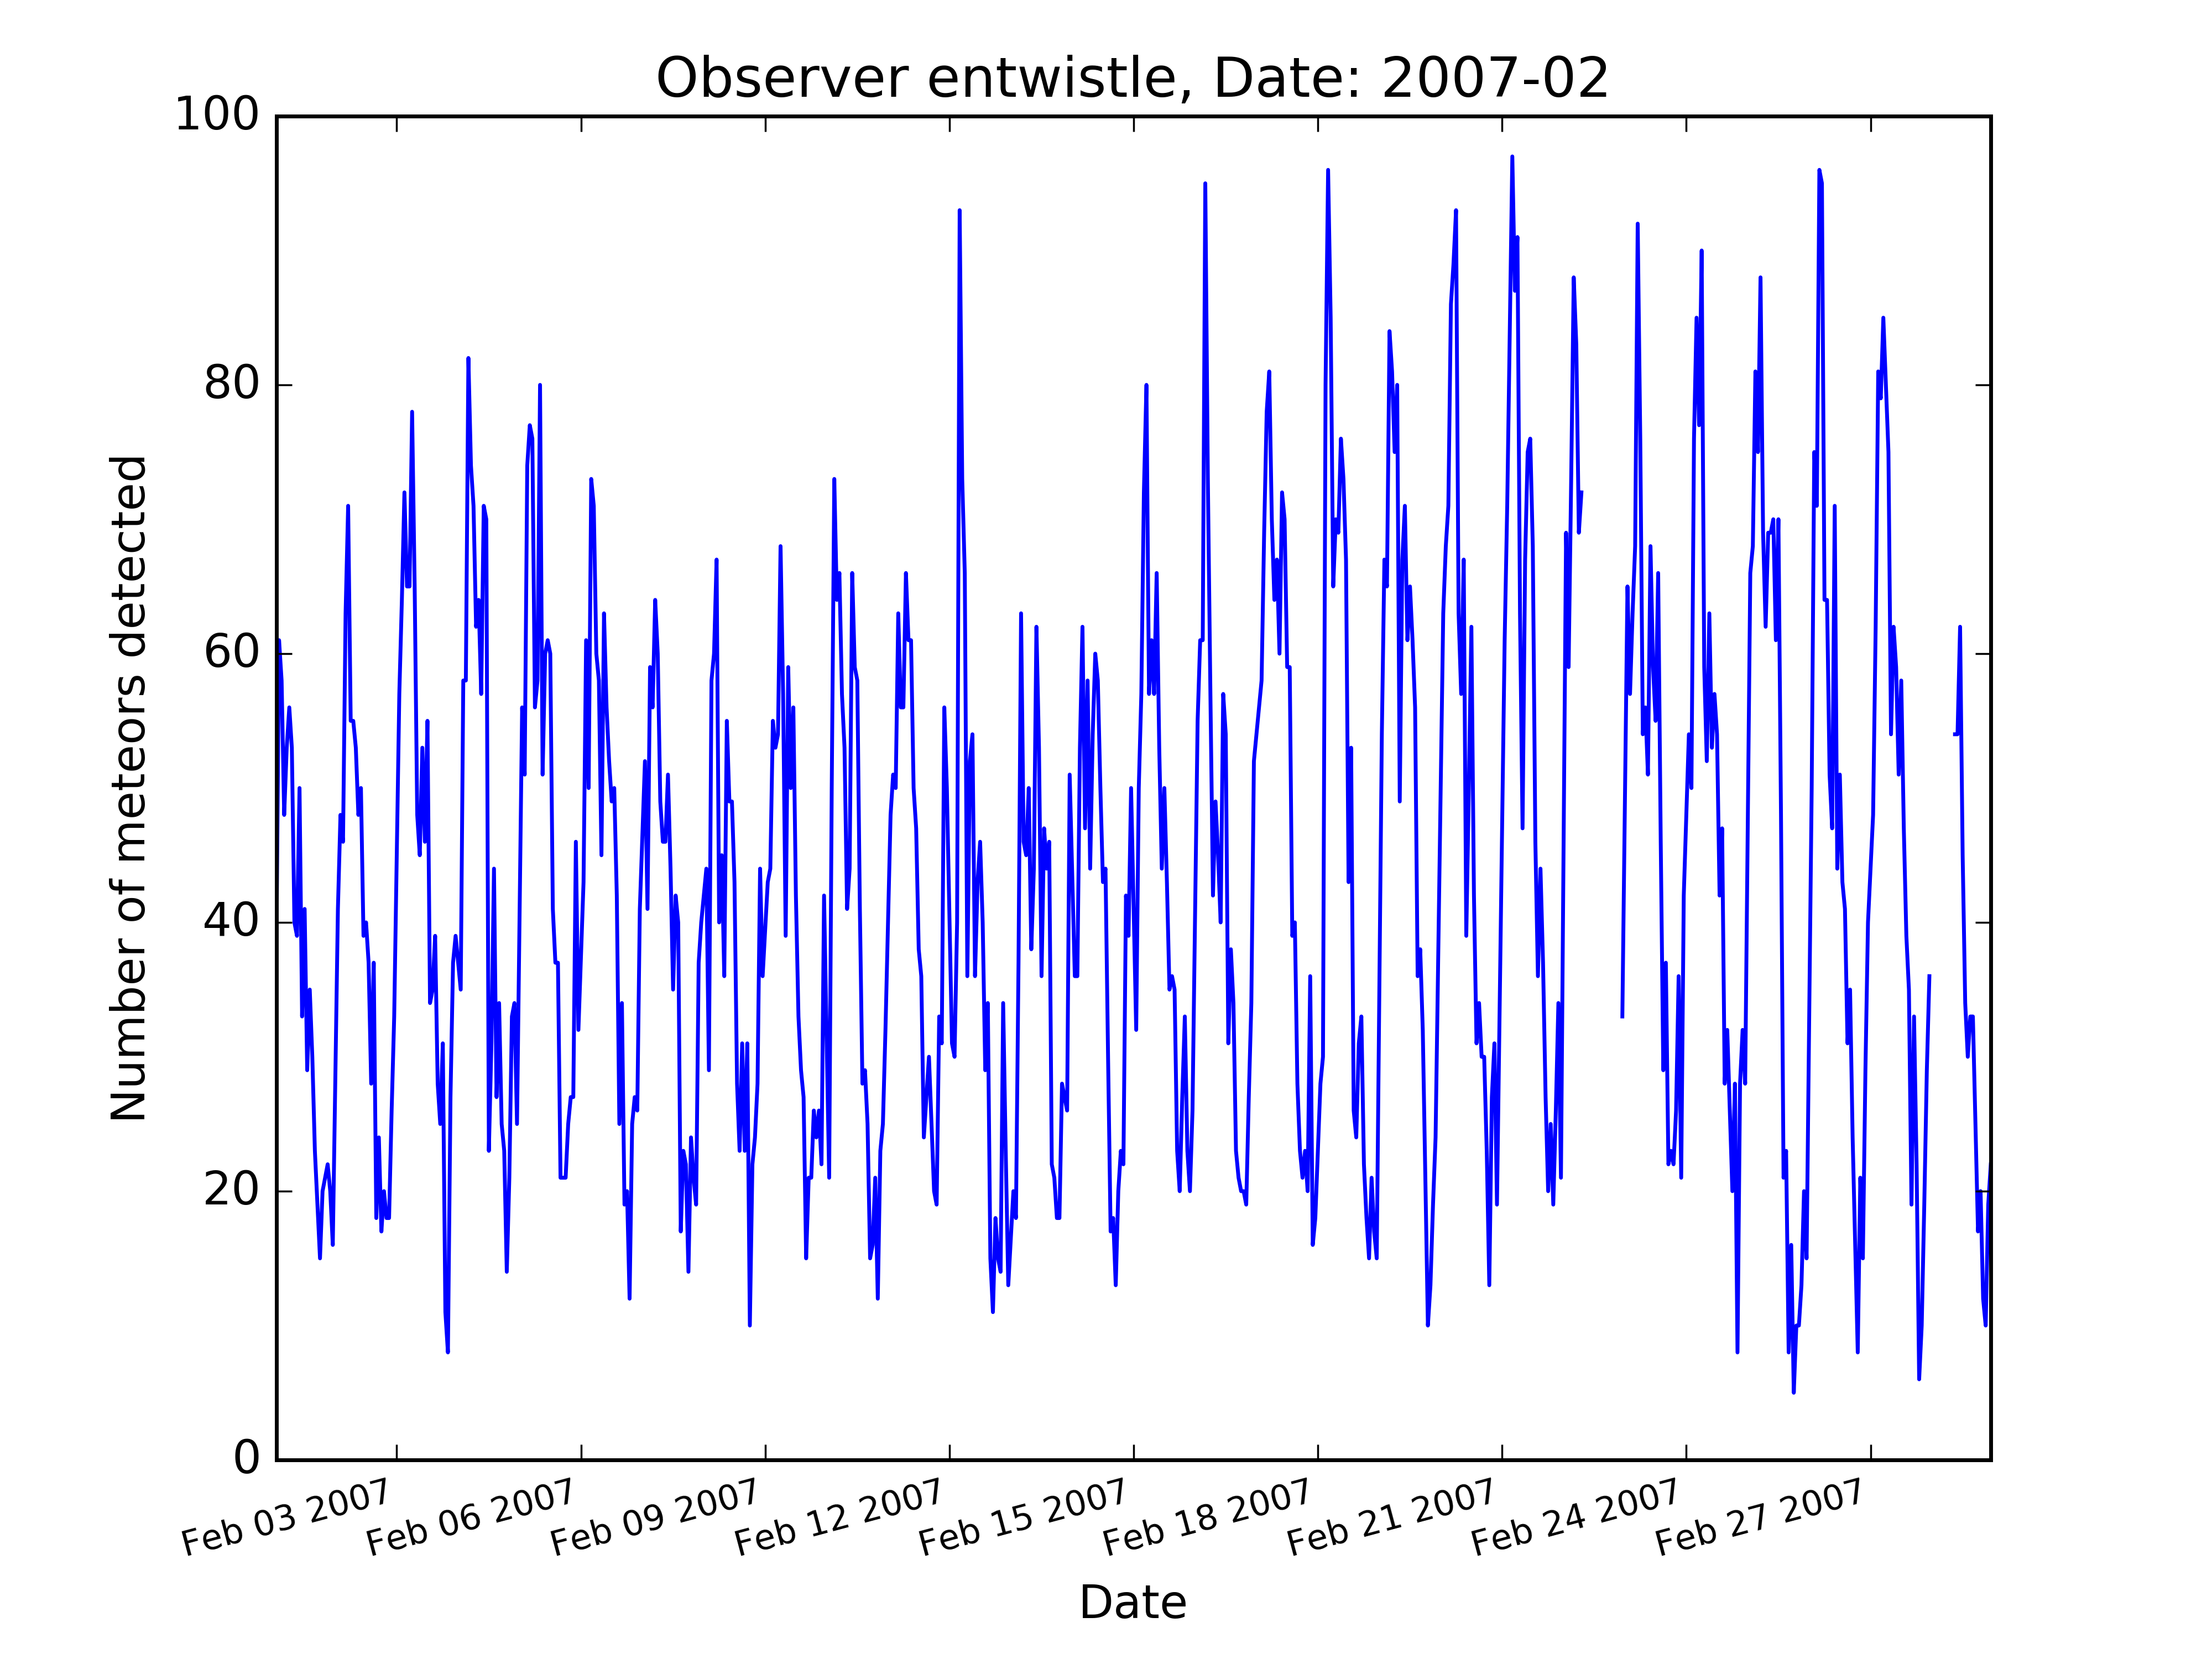 Observer entwistle, Date: 2007-02
100
80
60
40
20
0
Number of meteors detected
Feb 03 2007
Feb 06 2007
Feb 09 2007
Feb 12 2007
Feb 15 2007
Feb 18 2007
Feb 21 2007
Feb 24 2007
Feb 27 2007
Date